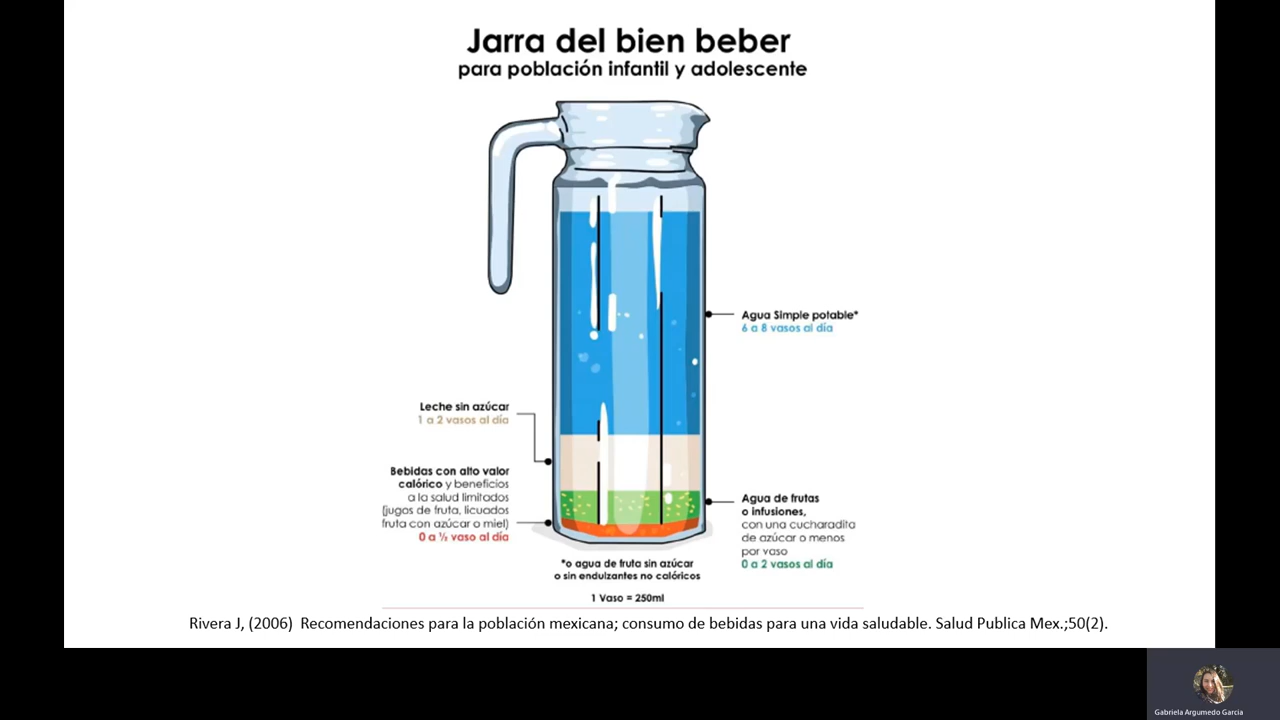 Jarra del bien beber
para población infantil y adolescente
Agua Simple potable*
6 a 8 vasos al día
Leche sin azúcar
1 a 2 vasos al día
Bebidas con alto valor
calórico y beneficios
a la salud limitados
(jugos de fruta, licuados
fruta con azúcar o miel)
0 a ½ vaso al día
Agua de frutas
o infusiones,
con una cucharadita
de azúcar o menos
por vaso
0 a 2 vasos al día
*o agua de fruta sin azúcar
o sin endulzantes no calóricos
1 Vaso = 250ml
Rivera J, (2006) Recomendaciones para la población mexicana; consumo de bebidas para una vida saludable. Salud Publica Mex.;50(2).
Gabriela Argumedo Garcia